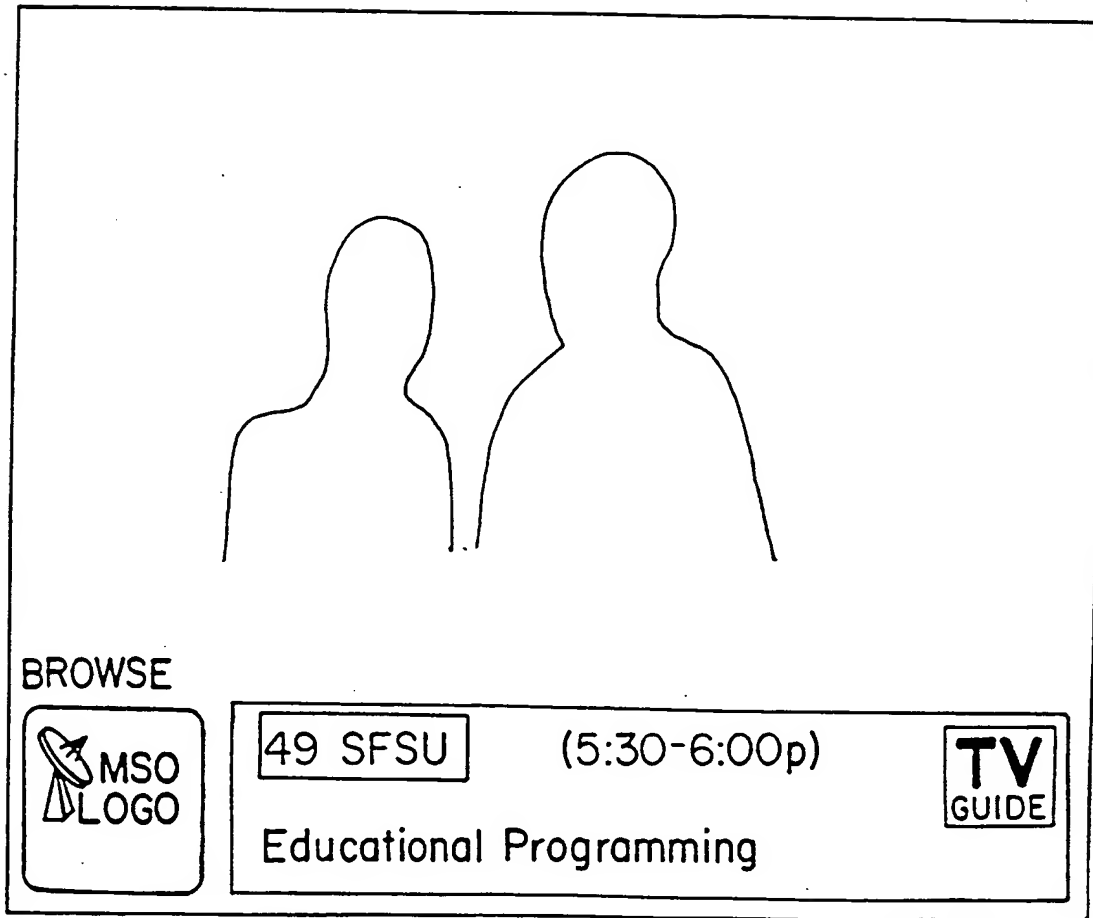 BROWSE
MSO
LOGO
49 SFSU (5:30-6:00p)
TV
GUIDE
Educational Programming